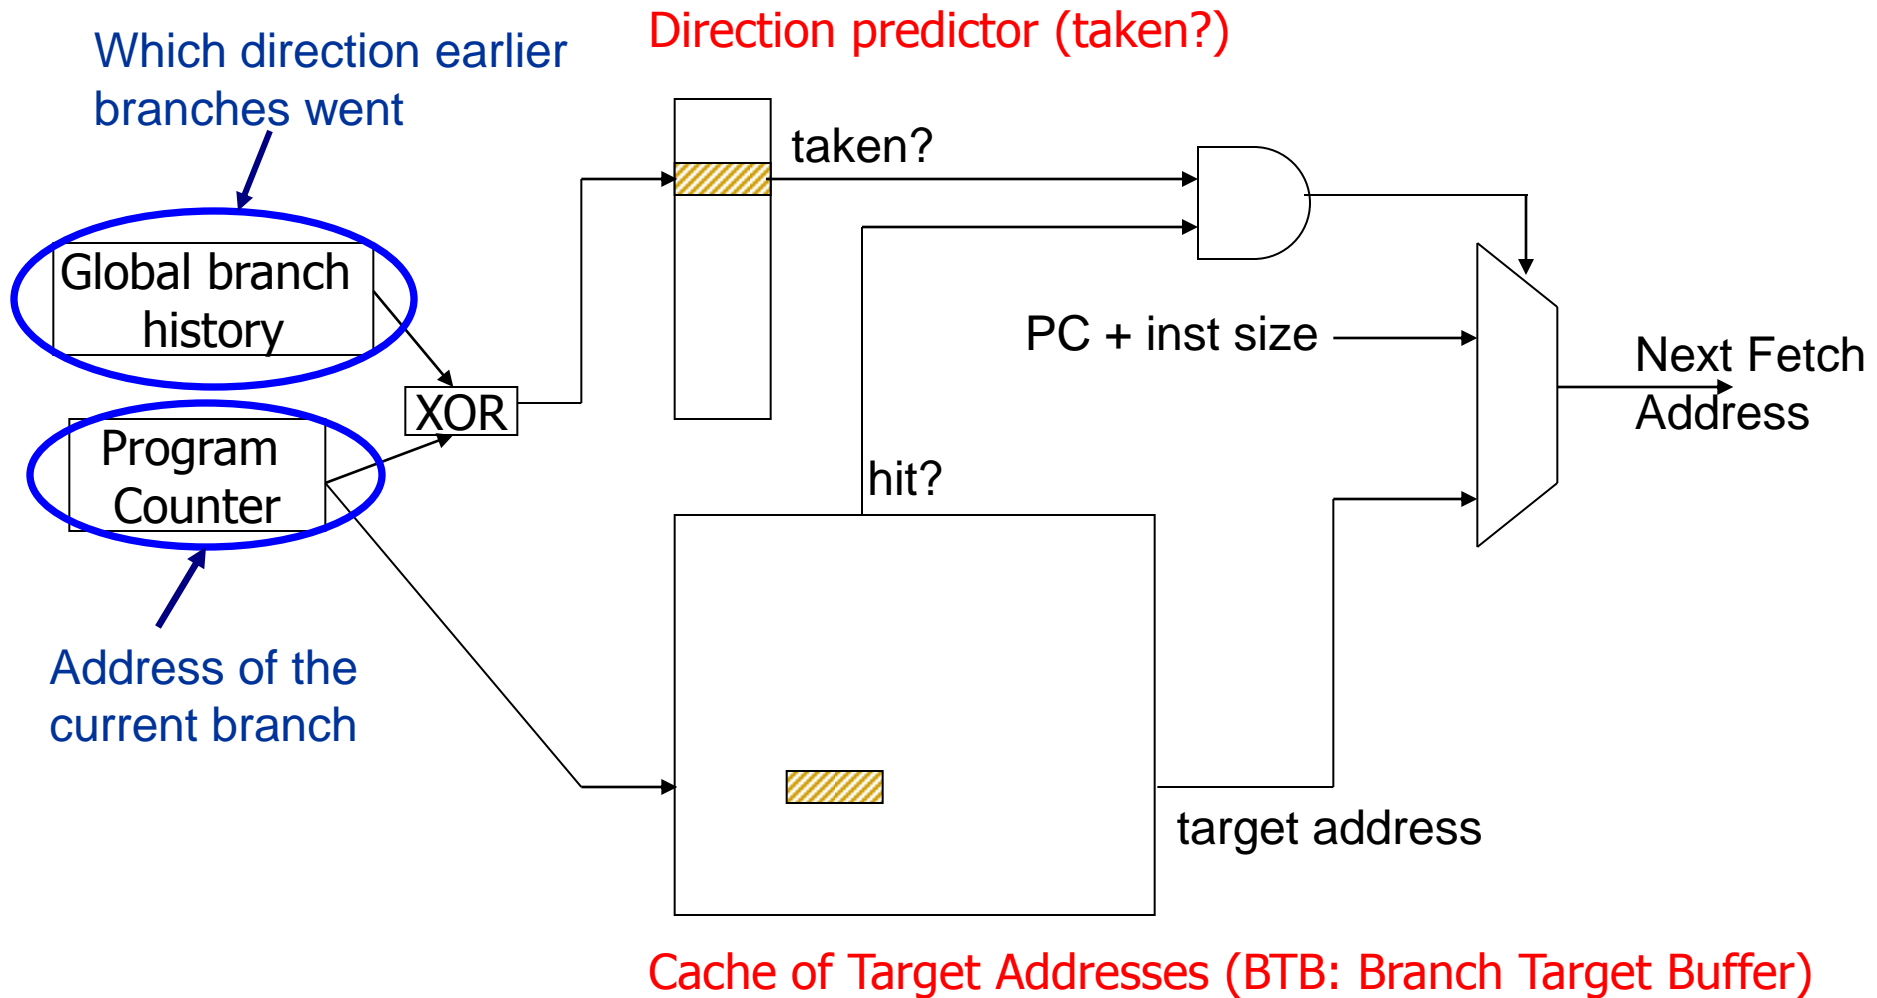 Direction predictor (taken?)
Which direction earlier
branches went
taken?
Global branch
history
PC + inst size
Next Fetch
Address
XOR
Program
Counter
hit?
Address of the
current branch
target address
Cache of Target Addresses (BTB: Branch Target Buffer)